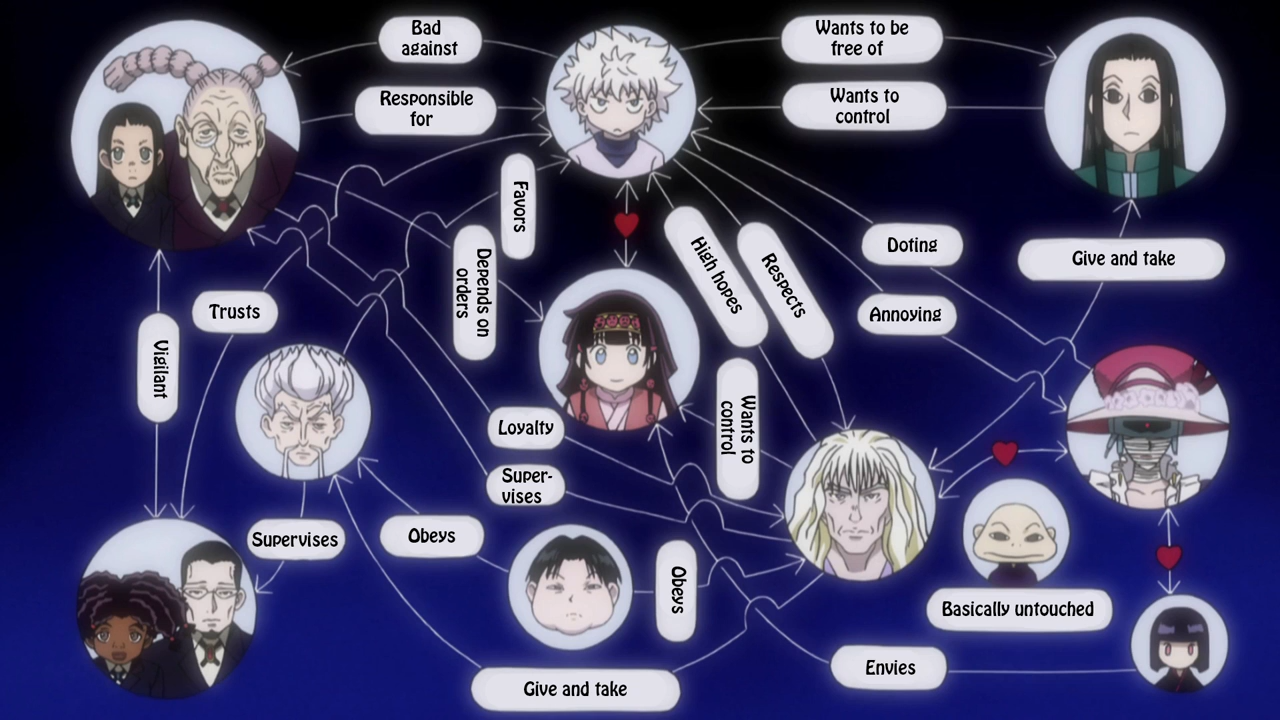 Bad
against
Wants to be
free of
Responsible
for
Wants to
control
Favors
Depends on
orders
High hopes
Respects
Doting
Give and take
Trusts
Annoying
Vigilant
Wants to
control
Loyalty
Super-
vises
Supervises
Obeys
Obeys
Basically untouched
Envies
Give and take